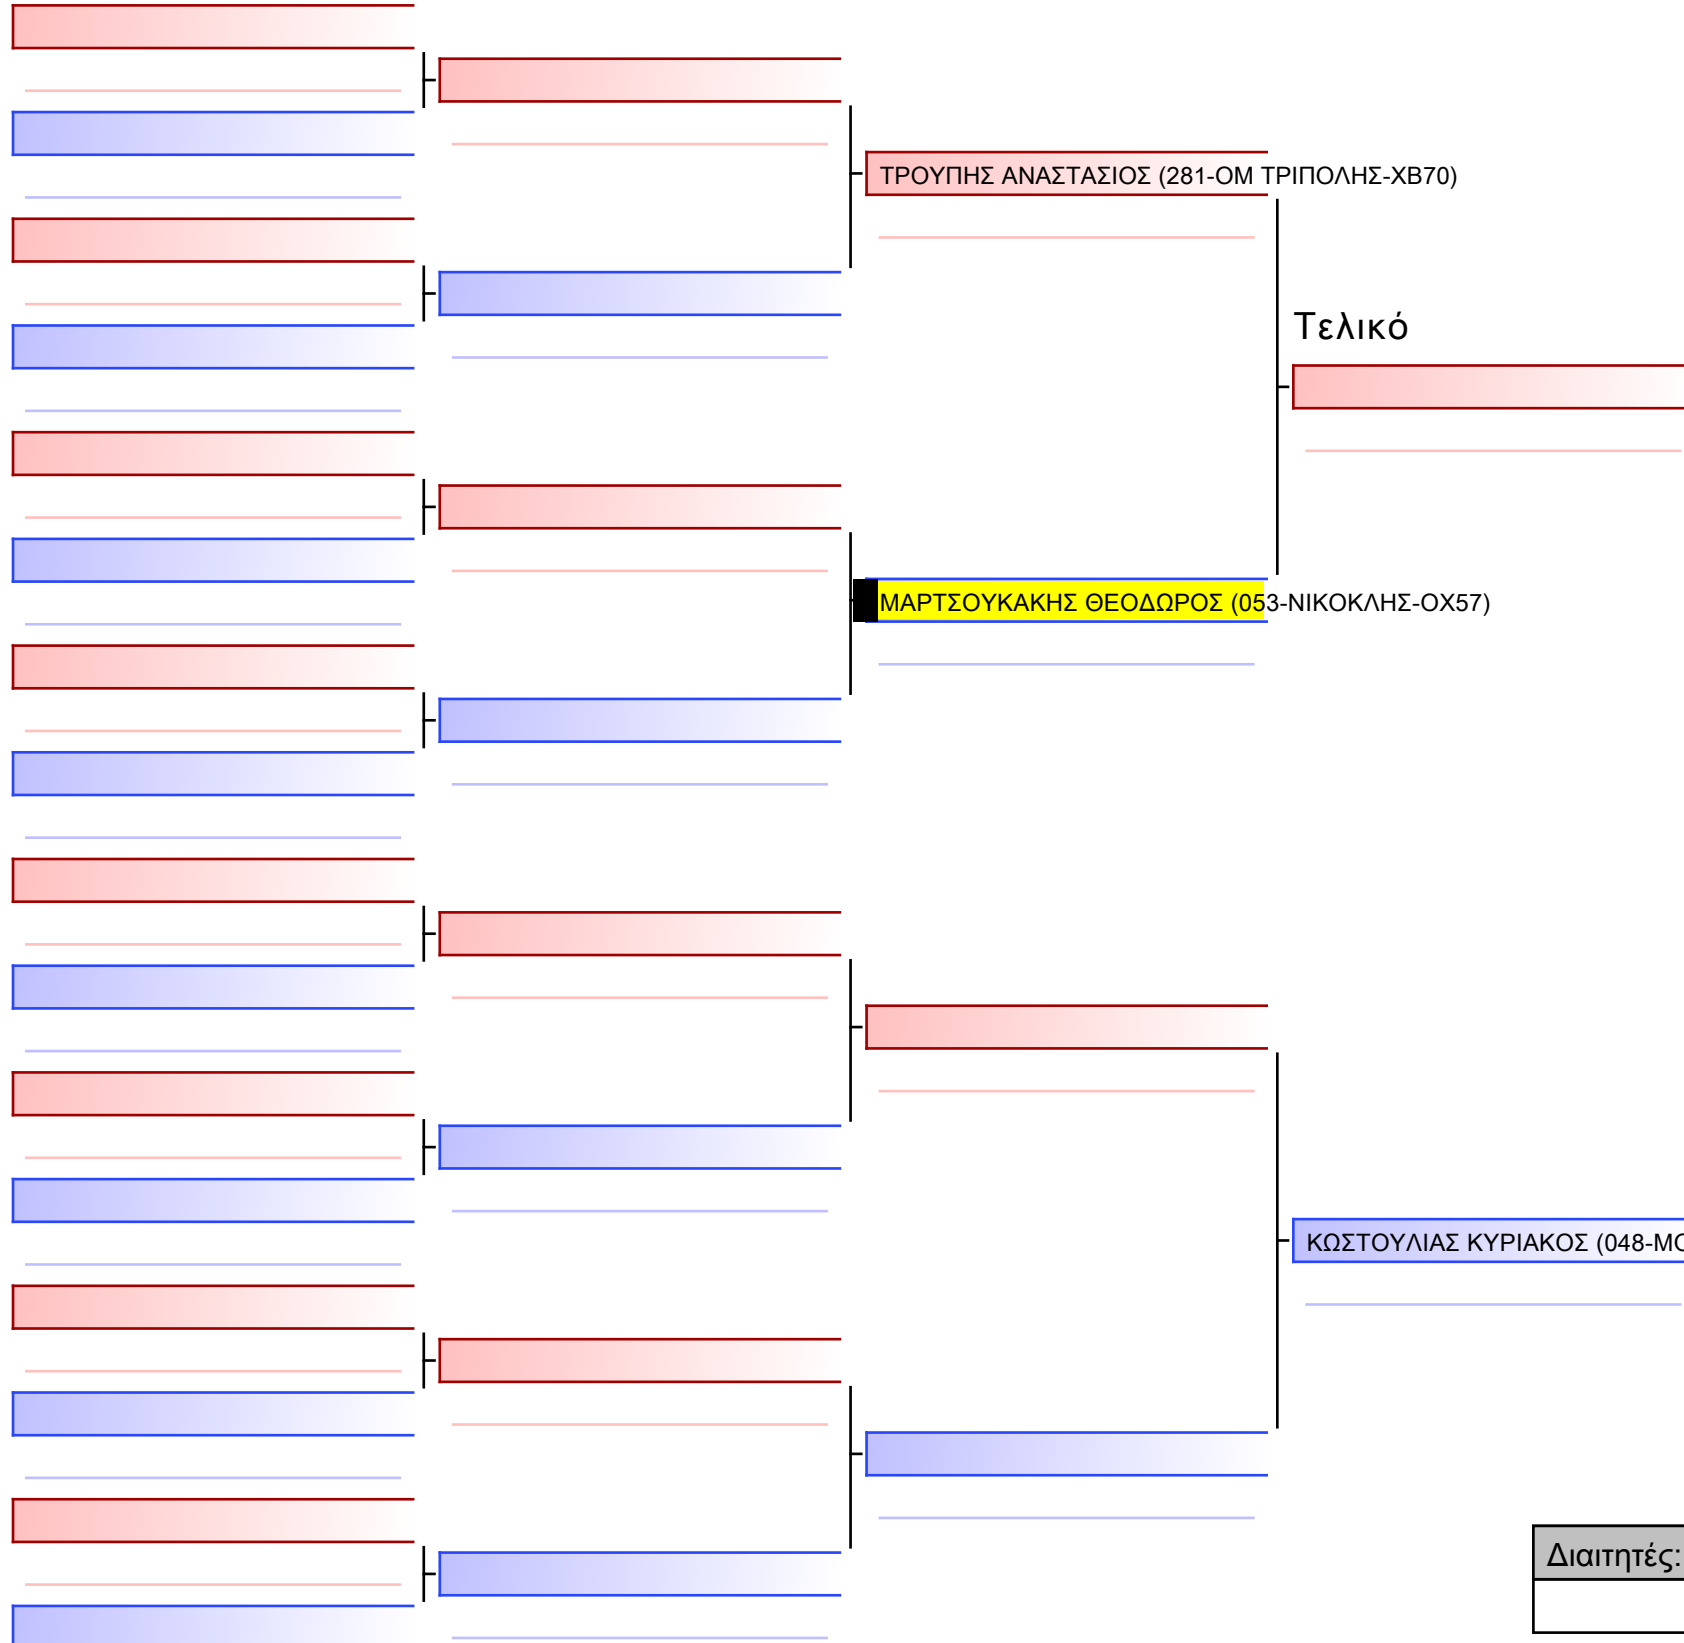 ΤΡΟΥΠΗΣ ΑΝΑΣΤΑΣΙΟΣ (281-ΟΜ ΤΡΙΠΟΛΗΣ-ΧΒ70)
Τελικό
ΜΑΡΤΣΟΥΚΑΚΗΣ ΘΕΟΔΩΡΟΣ (053-ΝΙΚΟΚΛΗΣ-ΟΧ57)
ΚΩΣΤΟΥΛΙΑΣ ΚΥΡΙΑΚΟΣ (048-ΜΟ
Διαιτητές: